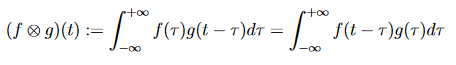 (f ⊗ g)(t) := ∫_{-∞}^{+∞} f(τ)g(t − τ)dτ = ∫_{-∞}^{+∞} f(t − τ)g(τ)dτ